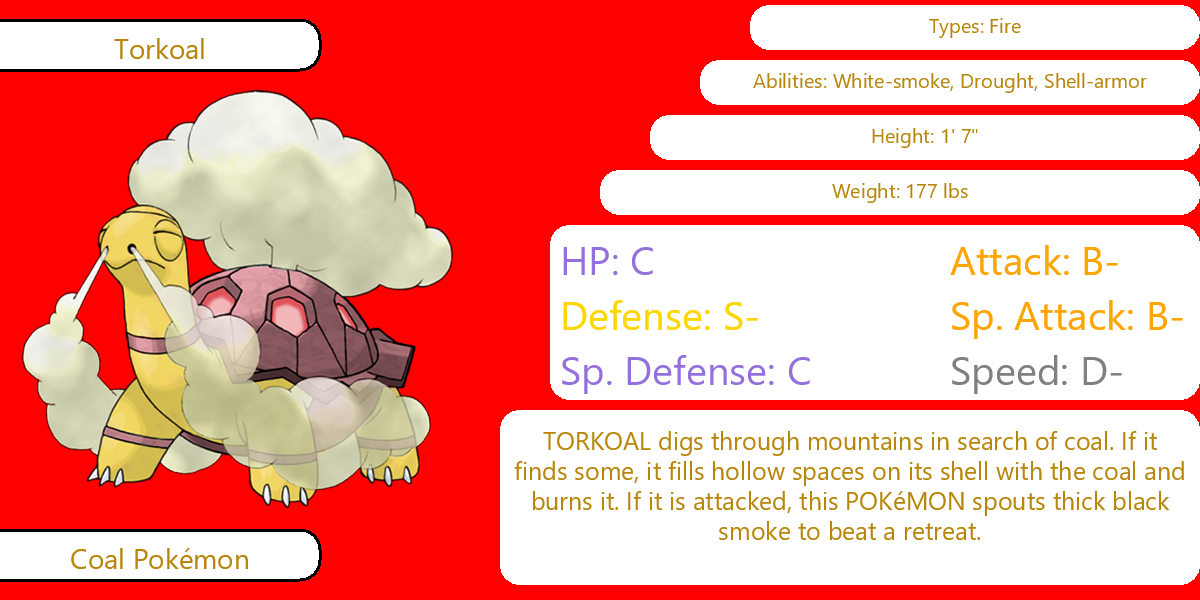 Torkoal
Types: Fire
Abilities: White-smoke, Drought, Shell-armor
Height: 1' 7"
Weight: 177 lbs
HP: C
Attack: B-
Defense: S-
Sp. Attack: B-
Sp. Defense: C
Speed: D-
TORKOAL digs through mountains in search of coal. If it
finds some, it fills hollow spaces on its shell with the coal and
burns it. If it is attacked, this POKéMON spouts thick black
smoke to beat a retreat.
Coal Pokémon